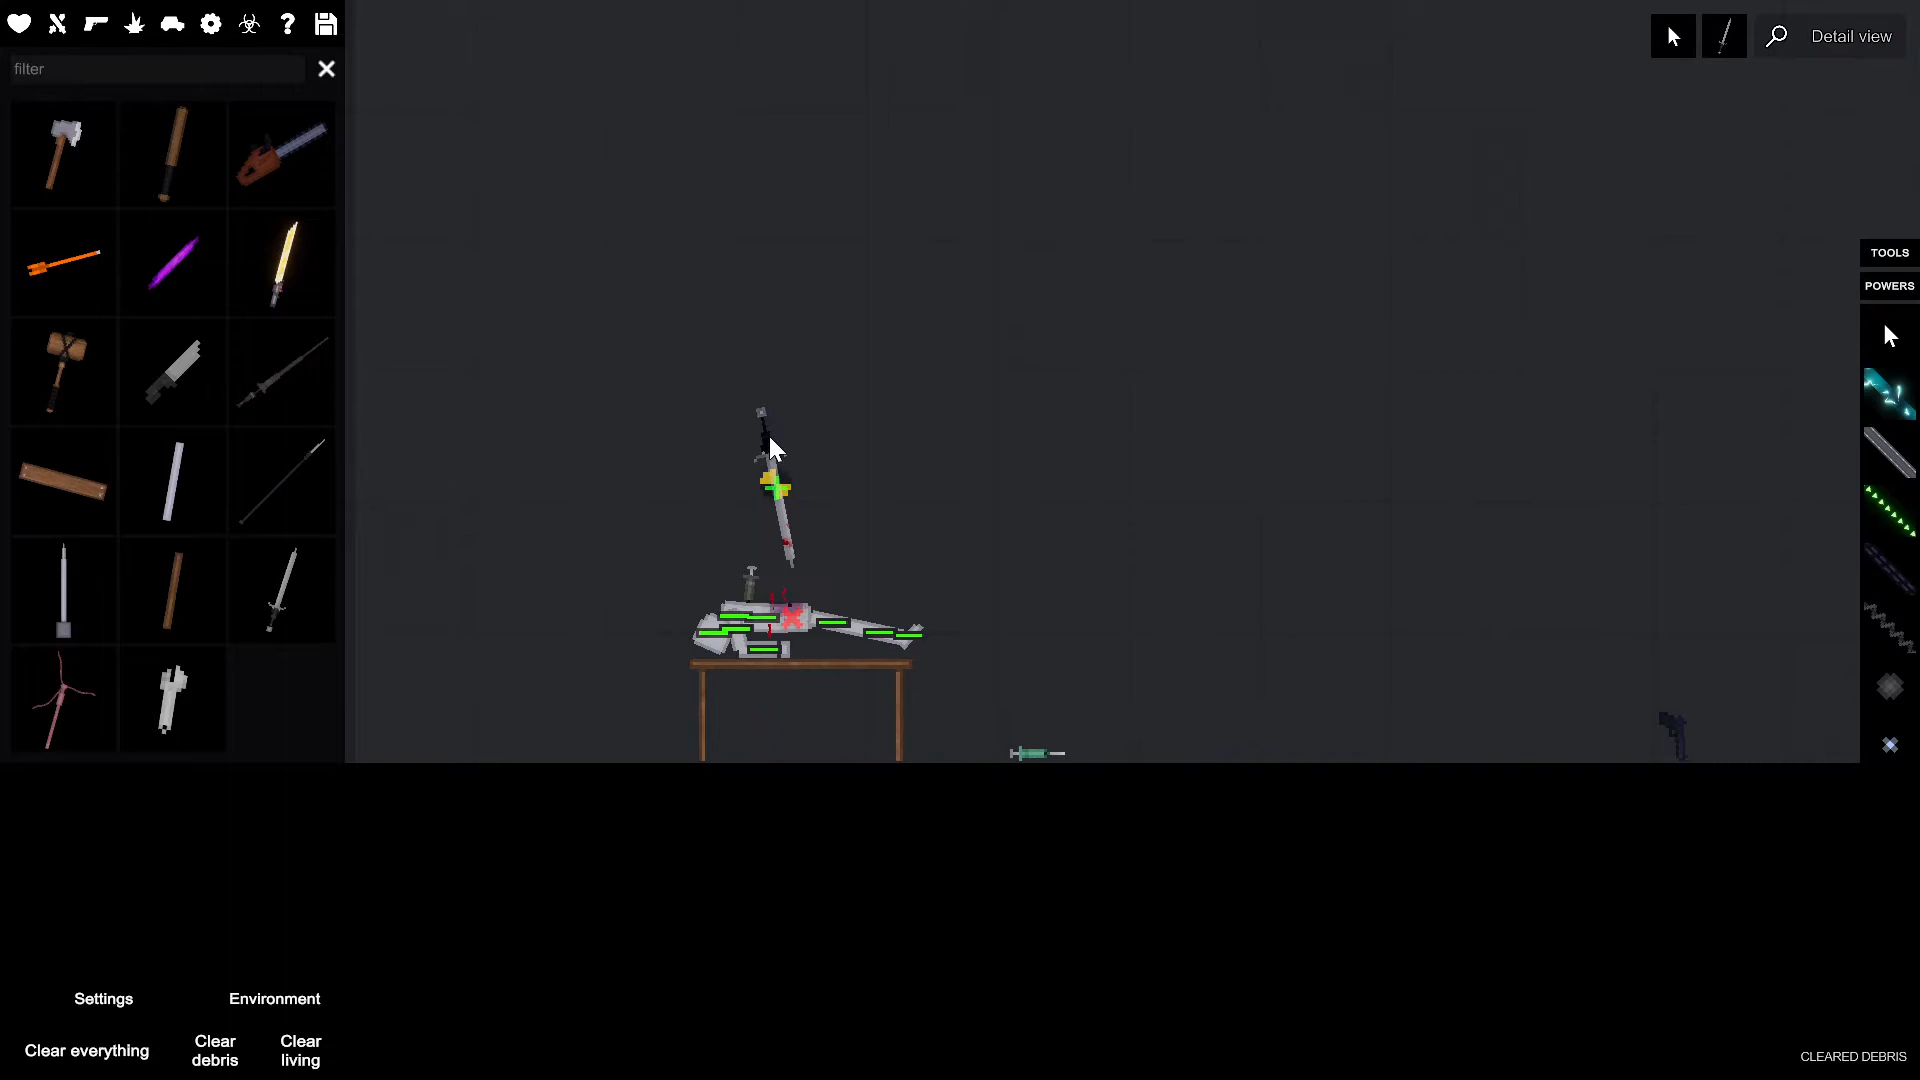 filter
Detail view
TOOLS
POWERS
Settings
Environment
Clear everything
Clear
debris
Clear
living
CLEARED DEBRIS